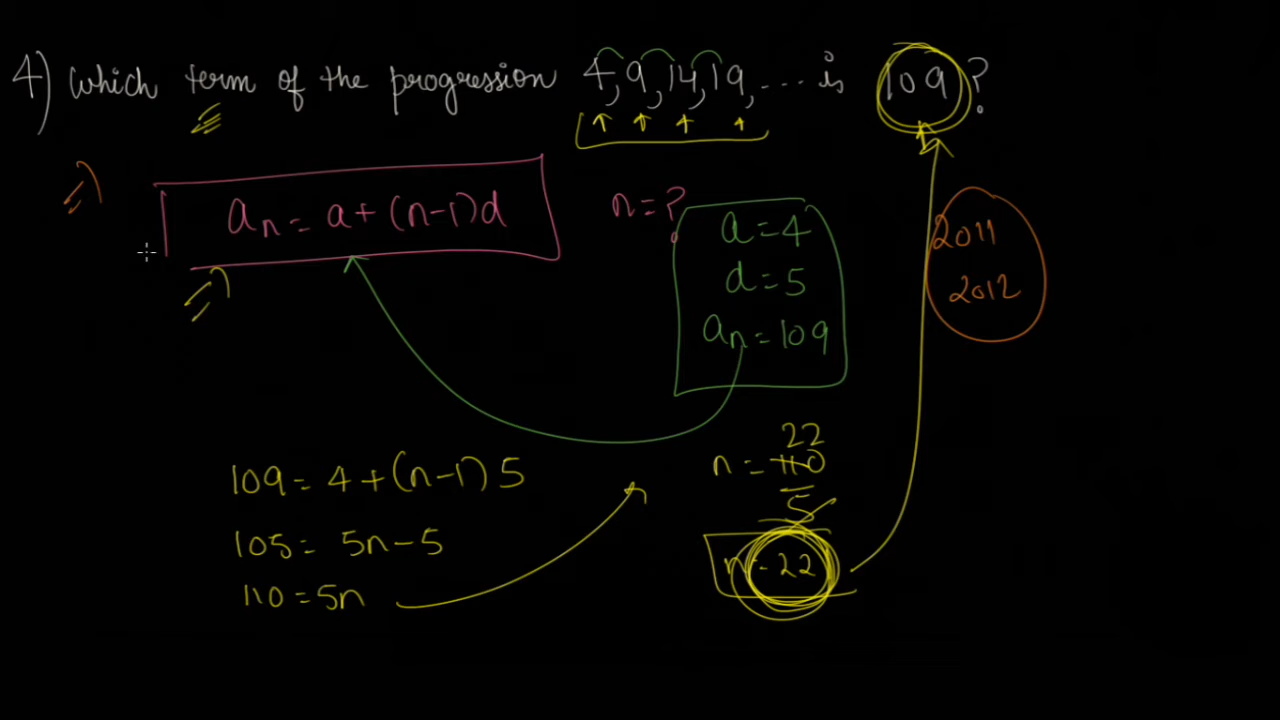 4) Which term of the progression 4, 9, 14, 19, .... is 109?
⇒)
aₙ = a + (n-1)d
n = ?
a = 4
d = 5
aₙ = 109
2011
2012
⇒)
109 = 4 + (n-1) 5
105 = 5n - 5
110 = 5n
22
n = 110
5
n = 22